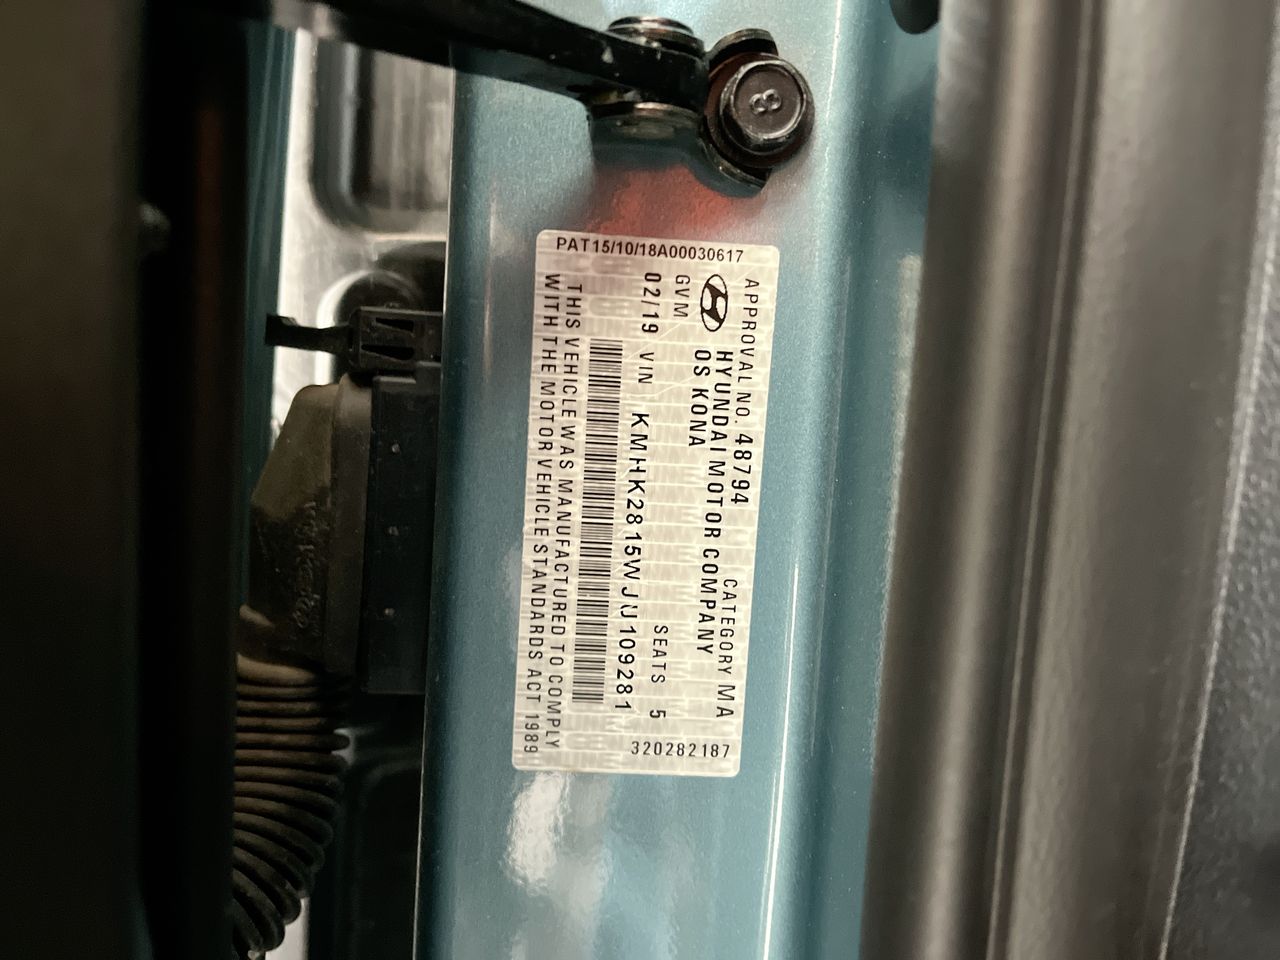 8
PAT15/10/18A00030617
APPROVAL NO. 48794 CATEGORY MA
HYUNDAI MOTOR COMPANY
OS KONA
GVM SEATS 5
02/19 VIN KMHK2815WJU109281
THIS VEHICLE WAS MANUFACTURED TO COMPLY
WITH THE MOTOR VEHICLE STANDARDS ACT 1989
320282187